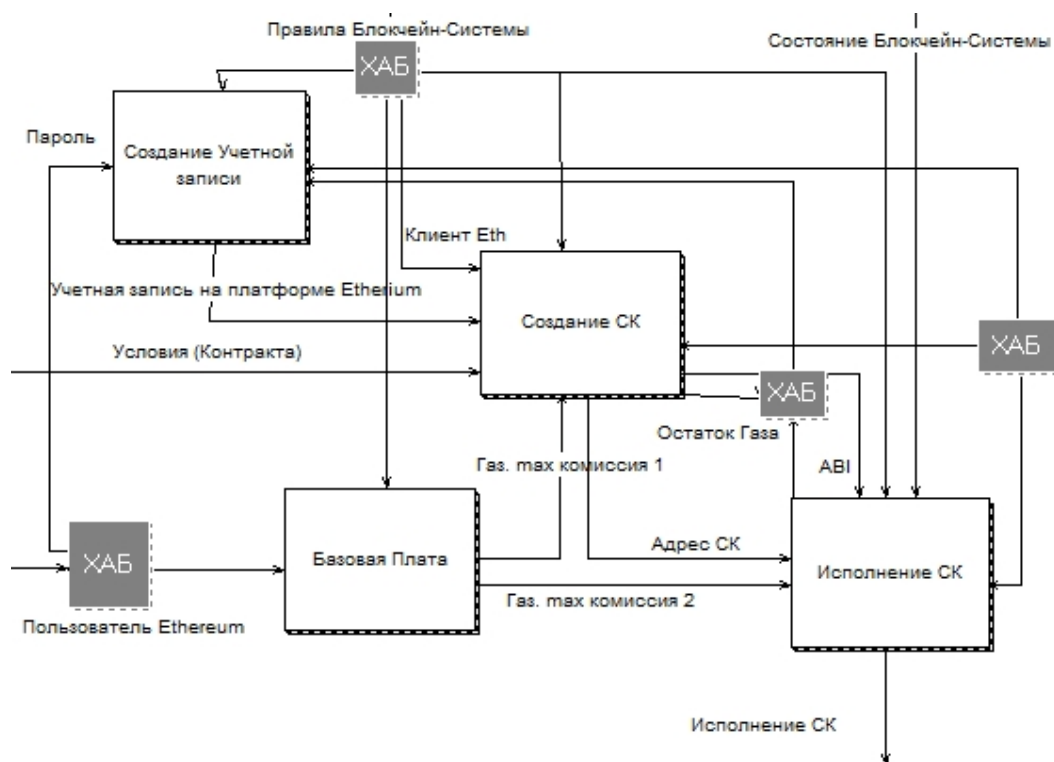 Правила Блокчейн-Системы
Состояние Блокчейн-Системы
ХАБ
Пароль
Создание Учетной
записи
Клиент Eth
Учетная запись на платформе Etherium
Создание СК
ХАБ
Условия (Контракта)
ХАБ
Остаток Газа
Газ. max комиссия 1
ABI
ХАБ
Базовая Плата
Адрес СК
Исполнение СК
Газ. max комиссия 2
Пользователь Ethereum
Исполнение СК